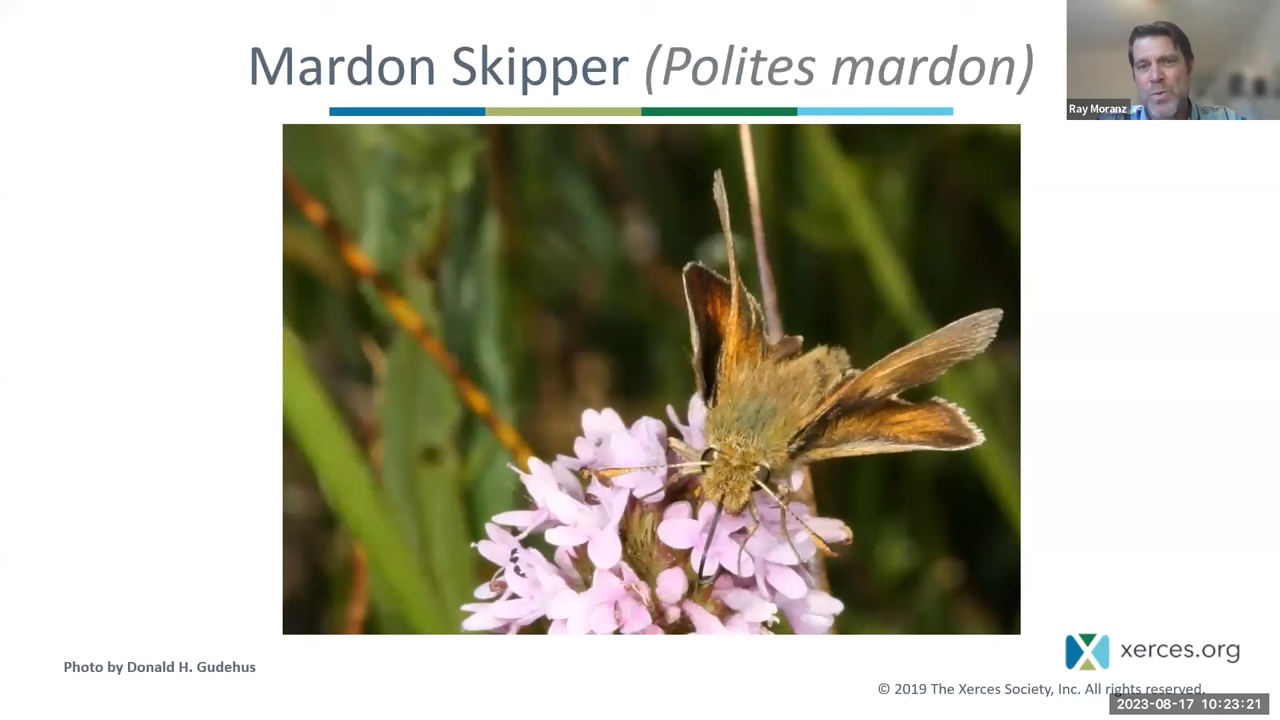 Mardon Skipper (Polites mardon)
Ray Moranz
Photo by Donald H. Gudehus
xerces.org
© 2019 The Xerces Society, Inc. All rights reserved.
2023-08-17 10:23:21